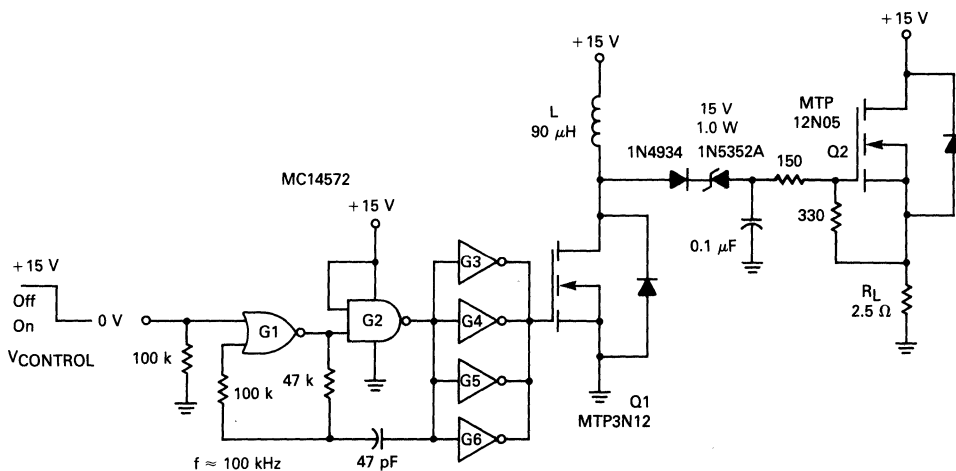 +15 V
+15 V
L
90 µH
15 V
1.0 W
MTP
12N05
1N4934
1N5352A
150
Q2
MC14572
+15 V
330
0.1 µF
G3
+15 V
Off
On
0 V
G1
G2
G4
RL
2.5 Ω
VCONTROL
100 k
100 k
47 k
G5
Q1
MTP3N12
G6
f ≈ 100 kHz
47 pF